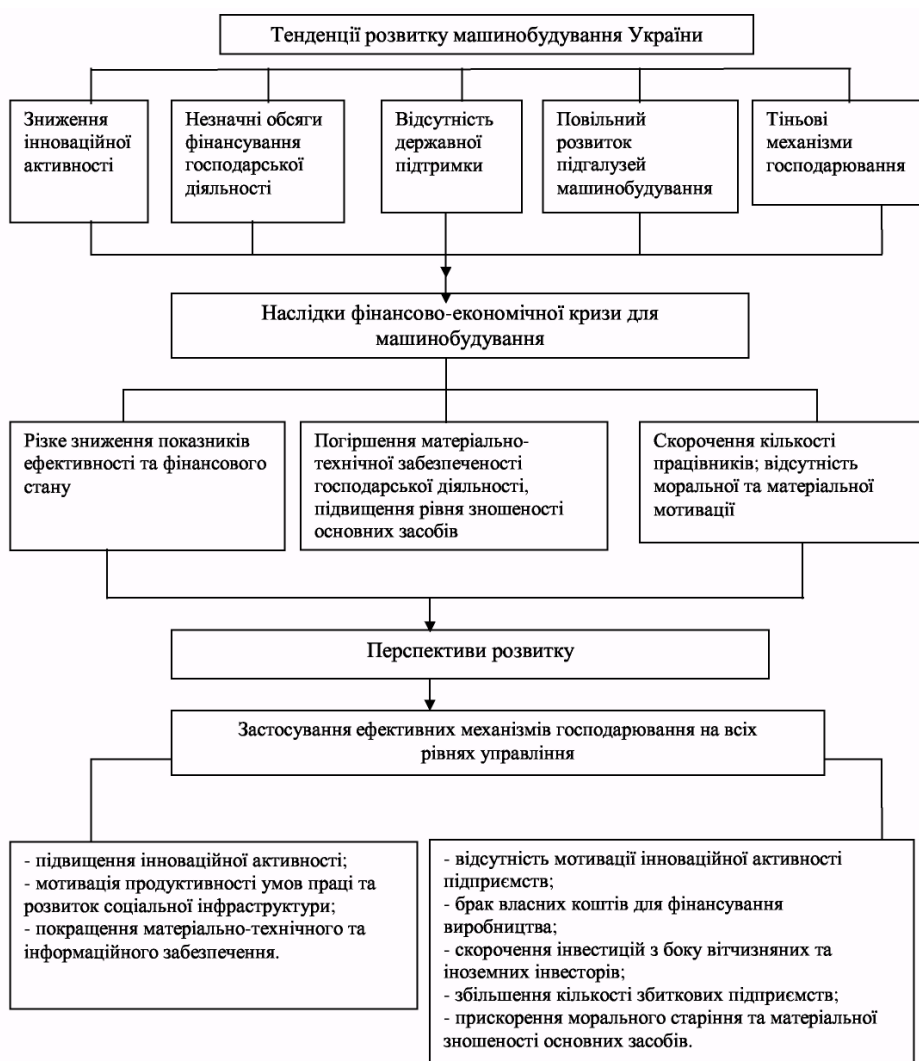 Тенденції розвитку машинобудування України
Зниження
інноваційної
активності
Незначні обсяги
фінансування
господарської
діяльності
Відсутність
державної
підтримки
Повільний
розвиток
підгалузей
машинобудування
Тіньові
механізми
господарювання
Наслідки фінансово-економічної кризи для
машинобудування
Різке зниження показників
ефективності та фінансового
стану
Погіршення матеріально-
технічної забезпеченості
господарської діяльності,
підвищення рівня зношеності
основних засобів
Скорочення кількості
працівників; відсутність
моральної та матеріальної
мотивації
Перспективи розвитку
Застосування ефективних механізмів господарювання на всіх
рівнях управління
- підвищення інноваційної активності;
- мотивація продуктивності умов праці та
розвиток соціальної інфраструктури;
- покращення матеріально-технічного та
інформаційного забезпечення.
- відсутність мотивації інноваційної активності
підприємств;
- брак власних коштів для фінансування
виробництва;
- скорочення інвестицій з боку вітчизняних та
іноземних інвесторів;
- збільшення кількості збиткових підприємств;
- прискорення морального старіння та матеріальної
зношеності основних засобів.